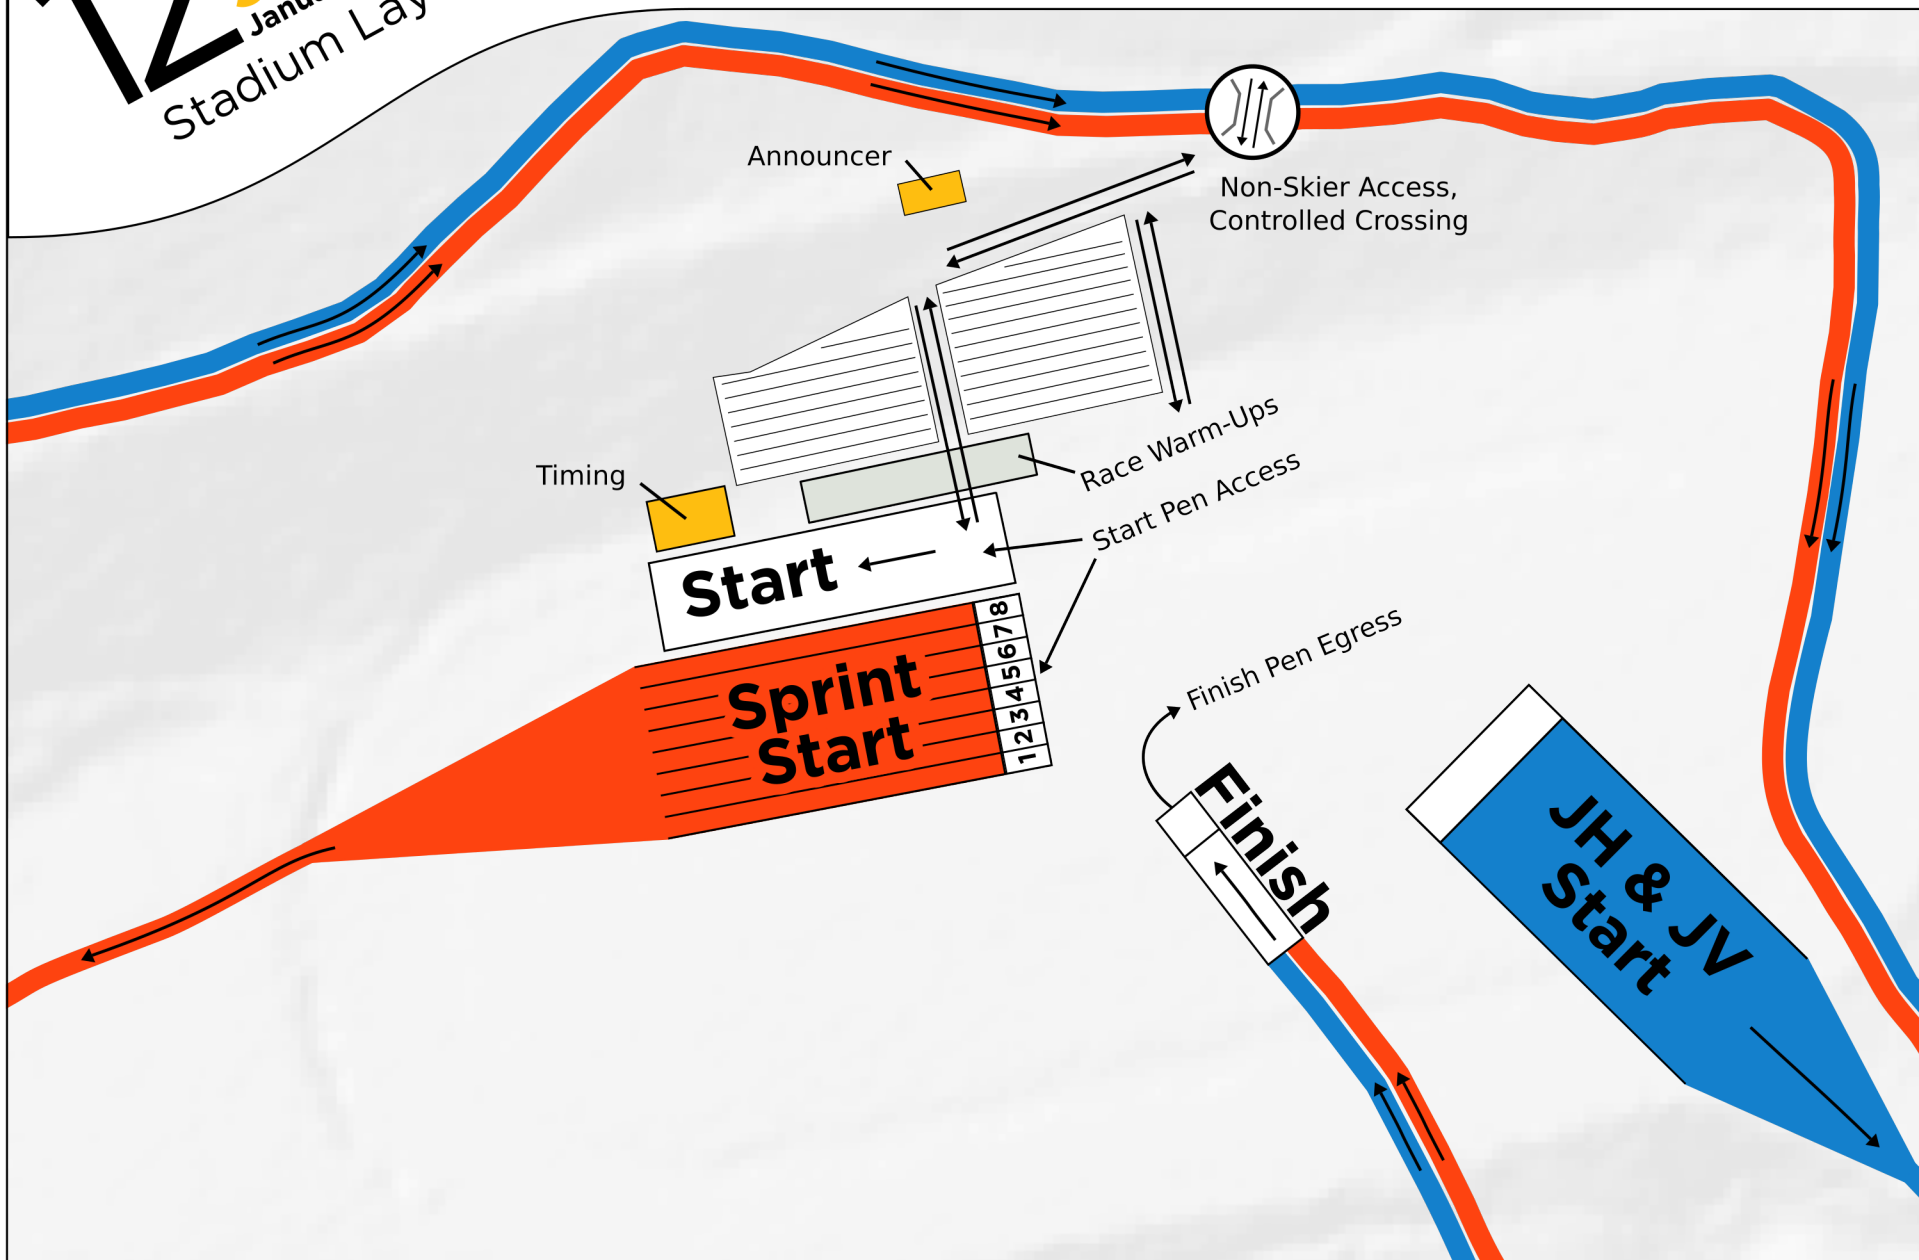 12
Stadium
Announcer
Non-Skier Access,
Controlled Crossing
Timing
Race Warm-Ups
Start Pen Access
Start
8
7
6
5
4
3
2
1
Sprint
Start
Finish Pen Egress
Finish
JH & JV
Start